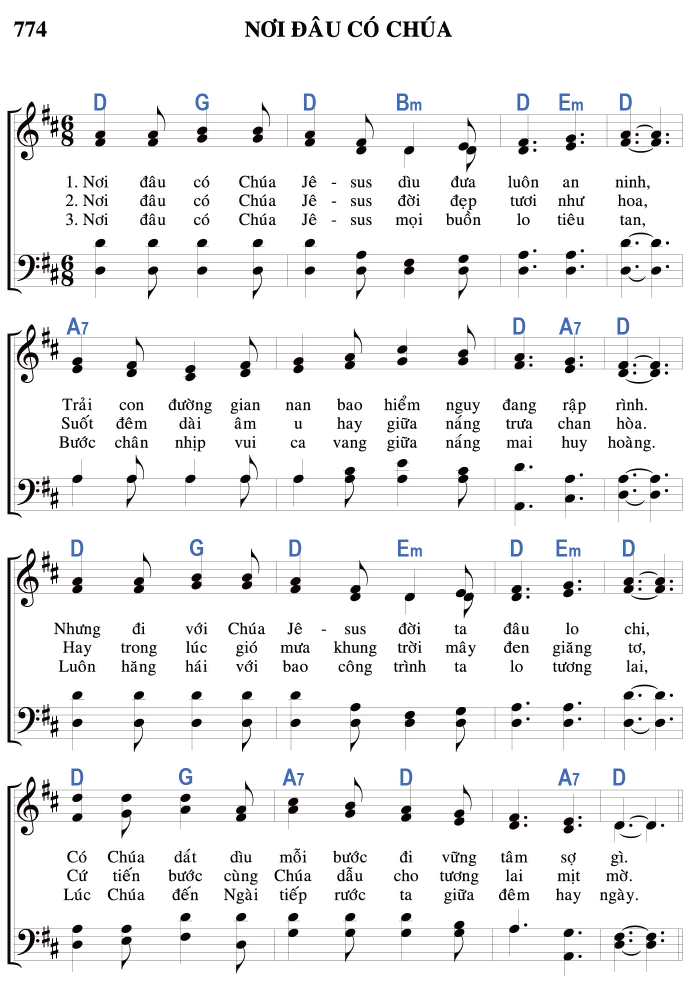 774 NƠI ĐÂU CÓ CHÚA
D G D Bm D Em D
6 8
1. Nơi đâu có Chúa Jê - sus dìu đưa luôn an ninh,
2. Nơi đâu có Chúa Jê - sus đời đẹp tươi như hoa,
3. Nơi đâu có Chúa Jê - sus mọi buồn lo tiêu tan,
6 8
A7 D A7 D
Trải con đường gian nan bao hiểm nguy đang rập rình.
Suốt đêm dài âm u hay giữa nắng trưa chan hòa.
Bước chân nhịp vui ca vang giữa nắng mai huy hoàng.
D G D Em D Em D
Nhưng đi với Chúa Jê - sus đời ta đâu lo chi,
Hay trong lúc gió mưa khung trời mây đen giăng tơ,
Luôn hăng hái với bao công trình ta lo tương lai,
D G A7 D A7 D
Có Chúa dắt dìu mỗi bước đi vững tâm sợ gì.
Cứ tiến bước cùng Chúa dẫu cho tương lai mịt mờ.
Lúc Chúa đến Ngài tiếp rước ta giữa đêm hay ngày.